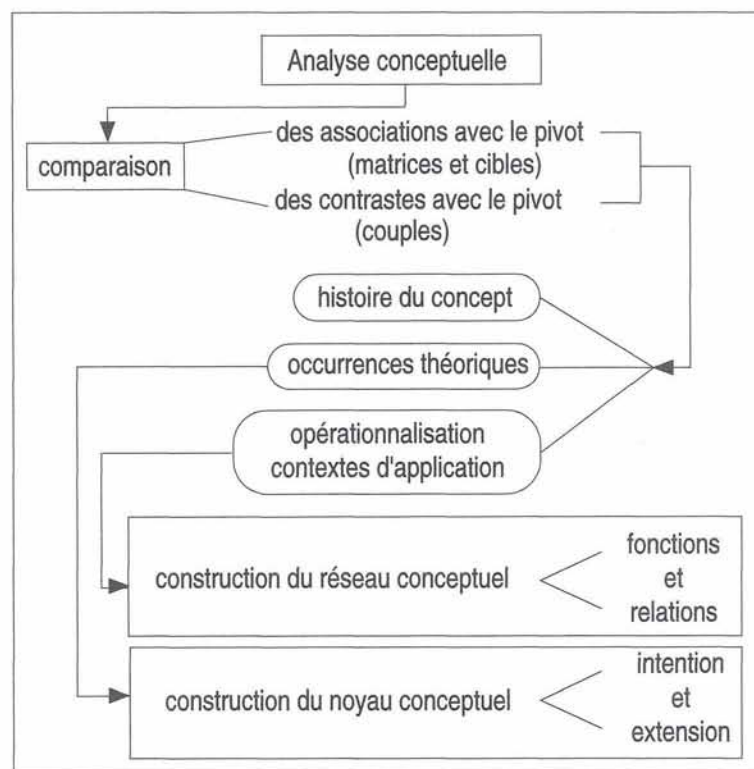 Analyse conceptuelle
comparaison
des associations avec le pivot
(matrices et cibles)
des contrastes avec le pivot
(couples)
histoire du concept
occurrences théoriques
opérationnalisation
contextes d'application
construction du réseau conceptuel
fonctions
et
relations
construction du noyau conceptuel
intention
et
extension